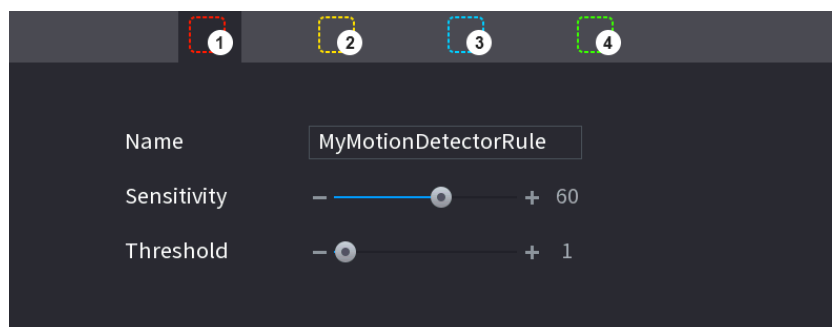 1 2 3 4
Name MyMotionDetectorRule
Sensitivity − + 60
Threshold − + 1